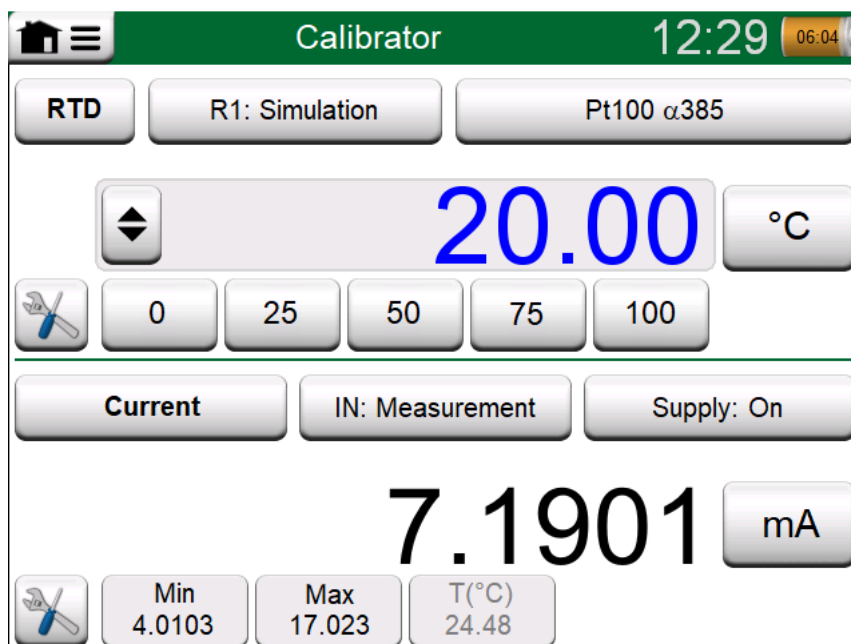 Calibrator 12:29 06:04
RTD R1: Simulation Pt100 α385
20.00 °C
0 25 50 75 100
Current IN: Measurement Supply: On
7.1901 mA
Min Max T(°C)
4.0103 17.023 24.48